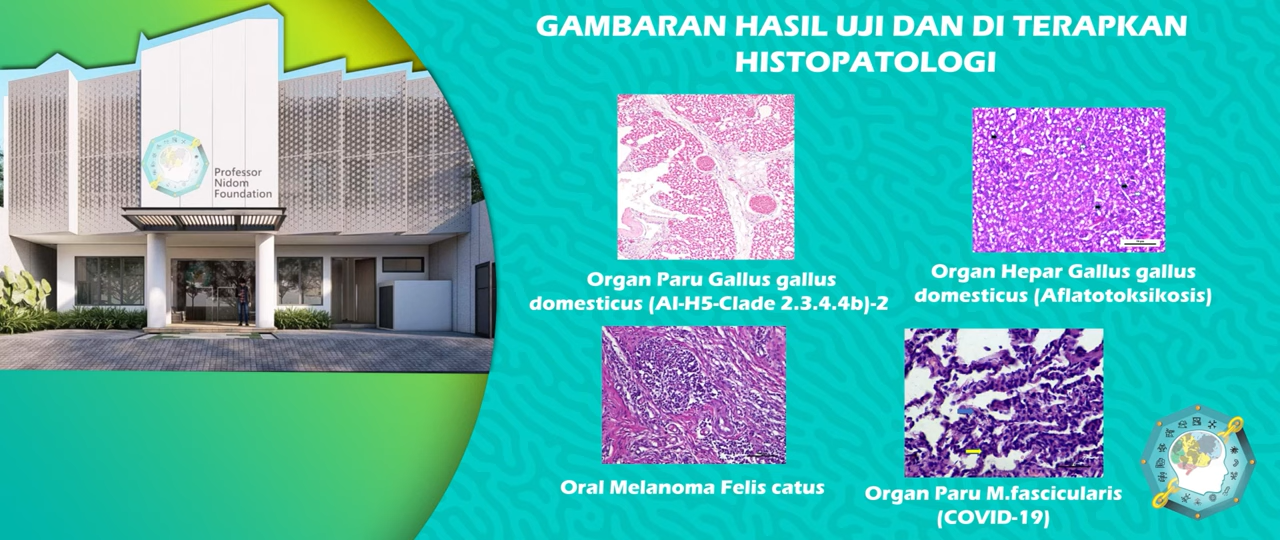 GAMBARAN HASIL UJI DAN DI TERAPKAN
HISTOPATOLOGI
Professor
Nidom
Foundation
Organ Paru Gallus gallus
domesticus (AI-H5-Clade 2.3.4.4b)-2
Organ Hepar Gallus gallus
domesticus (Aflatotoksikosis)
Oral Melanoma Felis catus
Organ Paru M.fascicularis
(COVID-19)